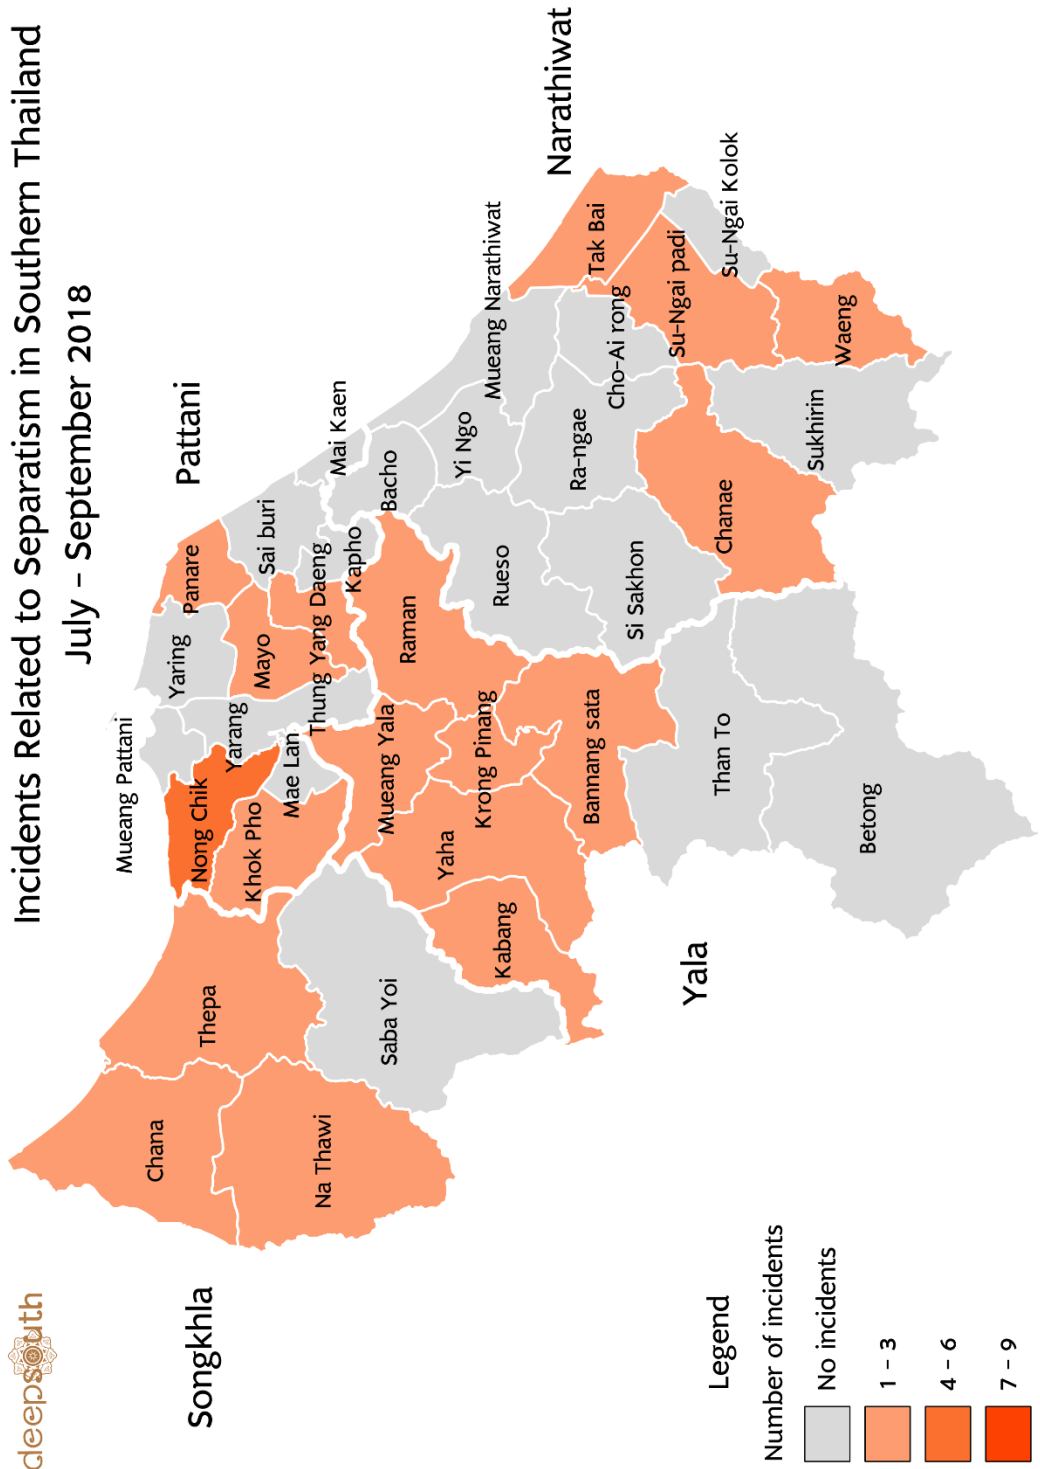 Incidents Related to Separatism in Southern Thailand
July – September 2018
deepsouth
Songkhla
Pattani
Narathiwat
Yala
Chana
Thepa
Na Thawi
Saba Yoi
Mueang Pattani
Nong Chik
Khok Pho
Mae Lan
Yarang
Yaring
Panare
Mayo
Thung Yang Daeng
Sai buri
Kapho
Mai Kaen
Mueang Yala
Raman
Yaha
Krong Pinang
Kabang
Bannang sata
Than To
Betong
Bacho
Yi Ngo
Mueang Narathiwat
Rueso
Ra-ngae
Cho-Ai rong
Tak Bai
Si Sakhon
Chanae
Su-Ngai padi
Su-Ngai Kolok
Waeng
Sukhirin
Legend
Number of incidents
No incidents
1 – 3
4 – 6
7 – 9